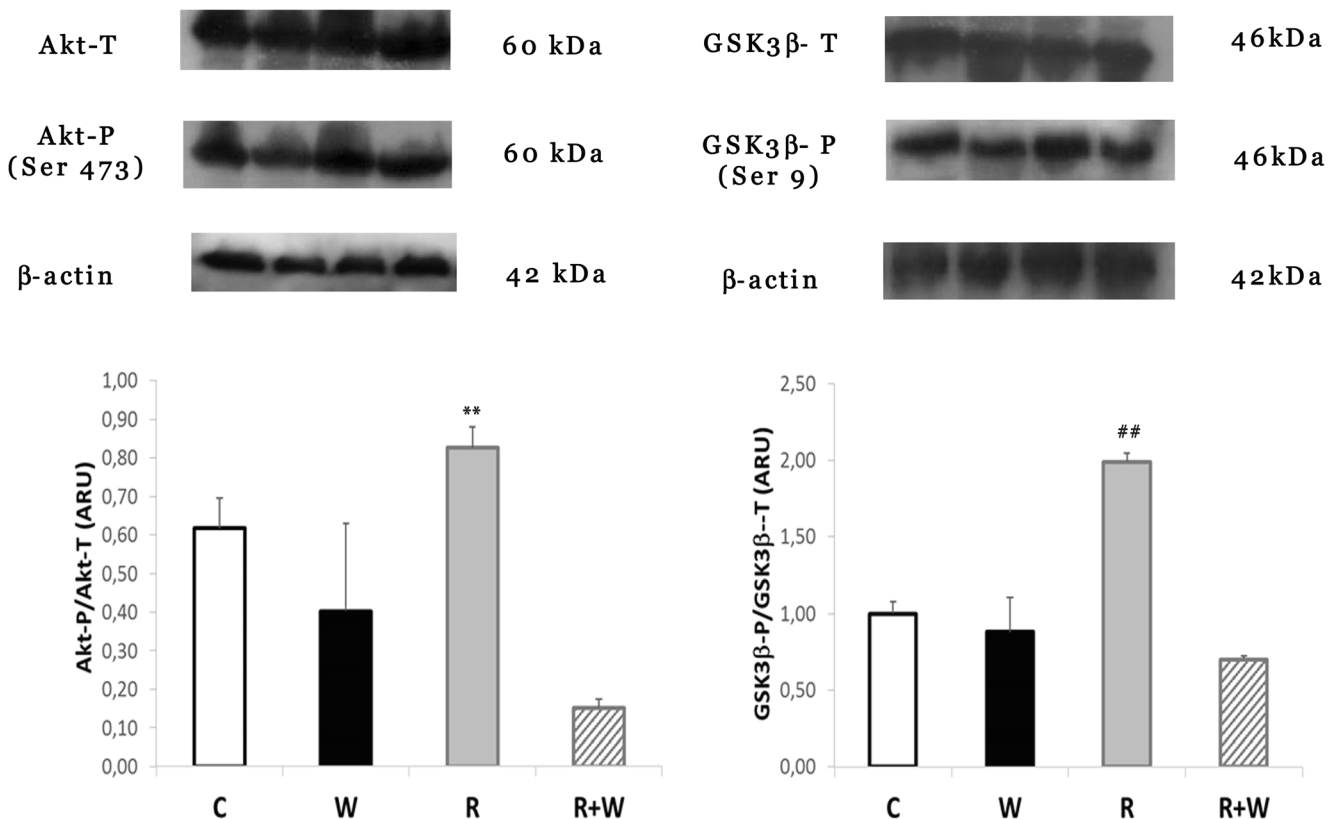 Akt-T
60 kDa
Akt-P
(Ser 473)
60 kDa
β-actin
42 kDa
GSK3β- T
46kDa
GSK3β- P
(Ser 9)
46kDa
β-actin
42kDa
Akt-P/Akt-T (ARU)
1,00
0,90
0,80
0,70
0,60
0,50
0,40
0,30
0,20
0,10
0,00
**
C W R R+W
GSK3β-P/GSK3β--T (ARU)
2,50
2,00
1,50
1,00
0,50
0,00
##
C W R R+W